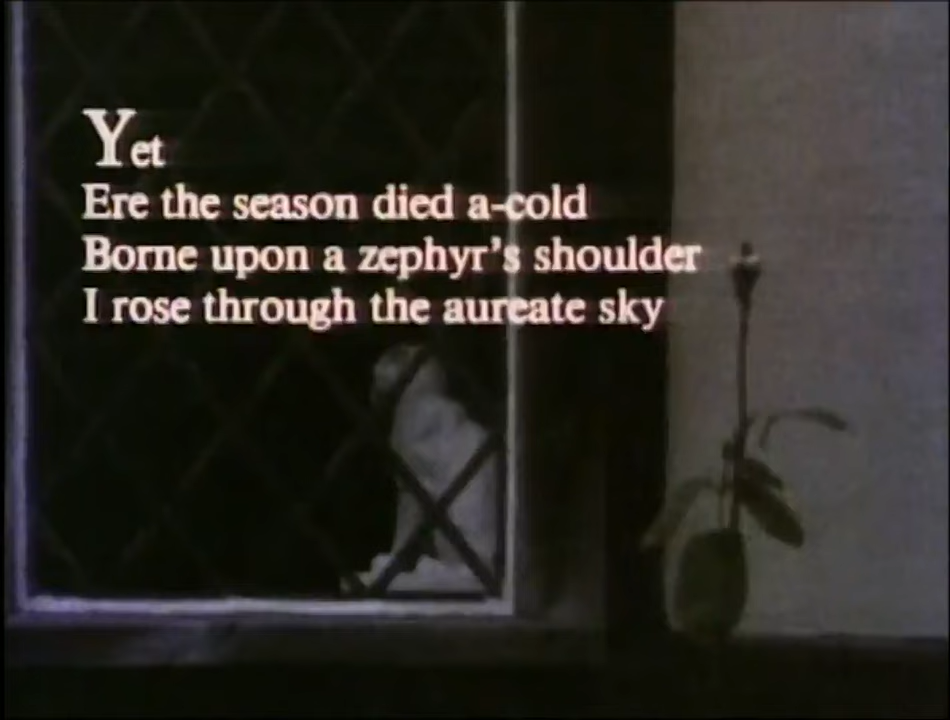 Yet
Ere the season died a-cold
Borne upon a zephyr's shoulder
I rose through the aureate sky